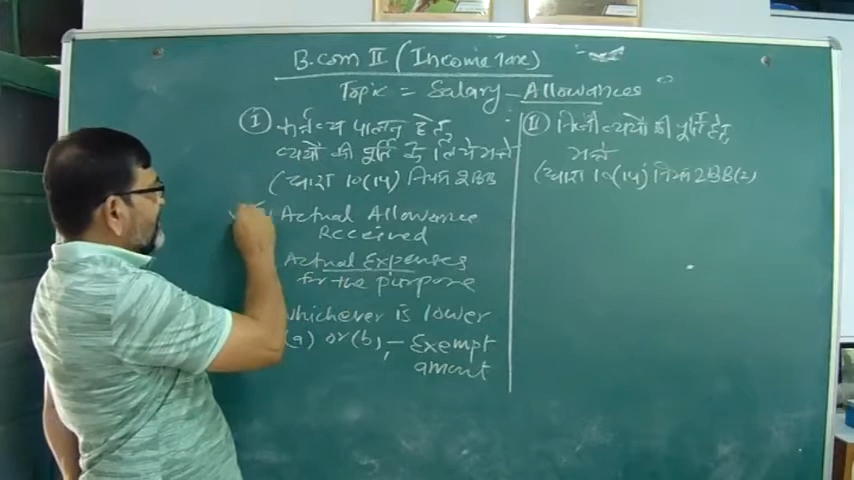 B.com II (Income Tax)
Topic = Salary - Allowances
I कर्त्तव्य पालन हेतु
व्ययों की पूर्ति के लिये भत्ते
(धारा 10(14) नियम 2BB
Actual Allowance
Received
Actual Expenses
for the purpose
whichever is lower
(a) or (b), - Exempt
amount
II निजी व्ययों की पूर्ति हेतु
भत्ते
(धारा 10(14) नियम 2BB(2)